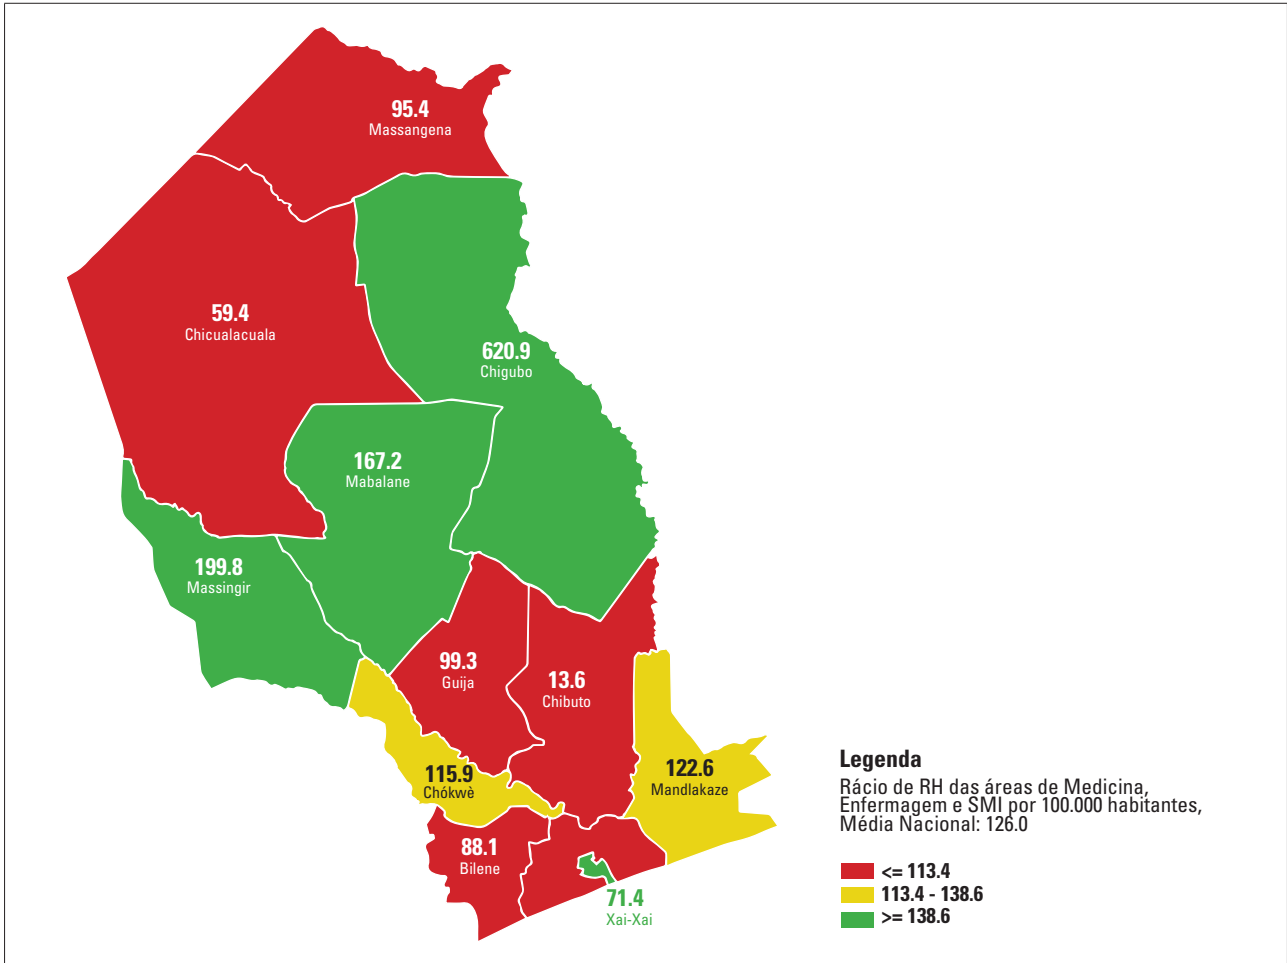 95.4
Massangena
59.4
Chicualacuala
620.9
Chigubo
167.2
Mabalane
199.8
Massingir
99.3
Guija
13.6
Chibuto
115.9
Chókwè
122.6
Mandlakaze
88.1
Bilene
71.4
Xai-Xai
Legenda
Rácio de RH das áreas de Medicina,
Enfermagem e SMI por 100.000 habitantes,
Média Nacional: 126.0
<= 113.4
113.4 - 138.6
>= 138.6